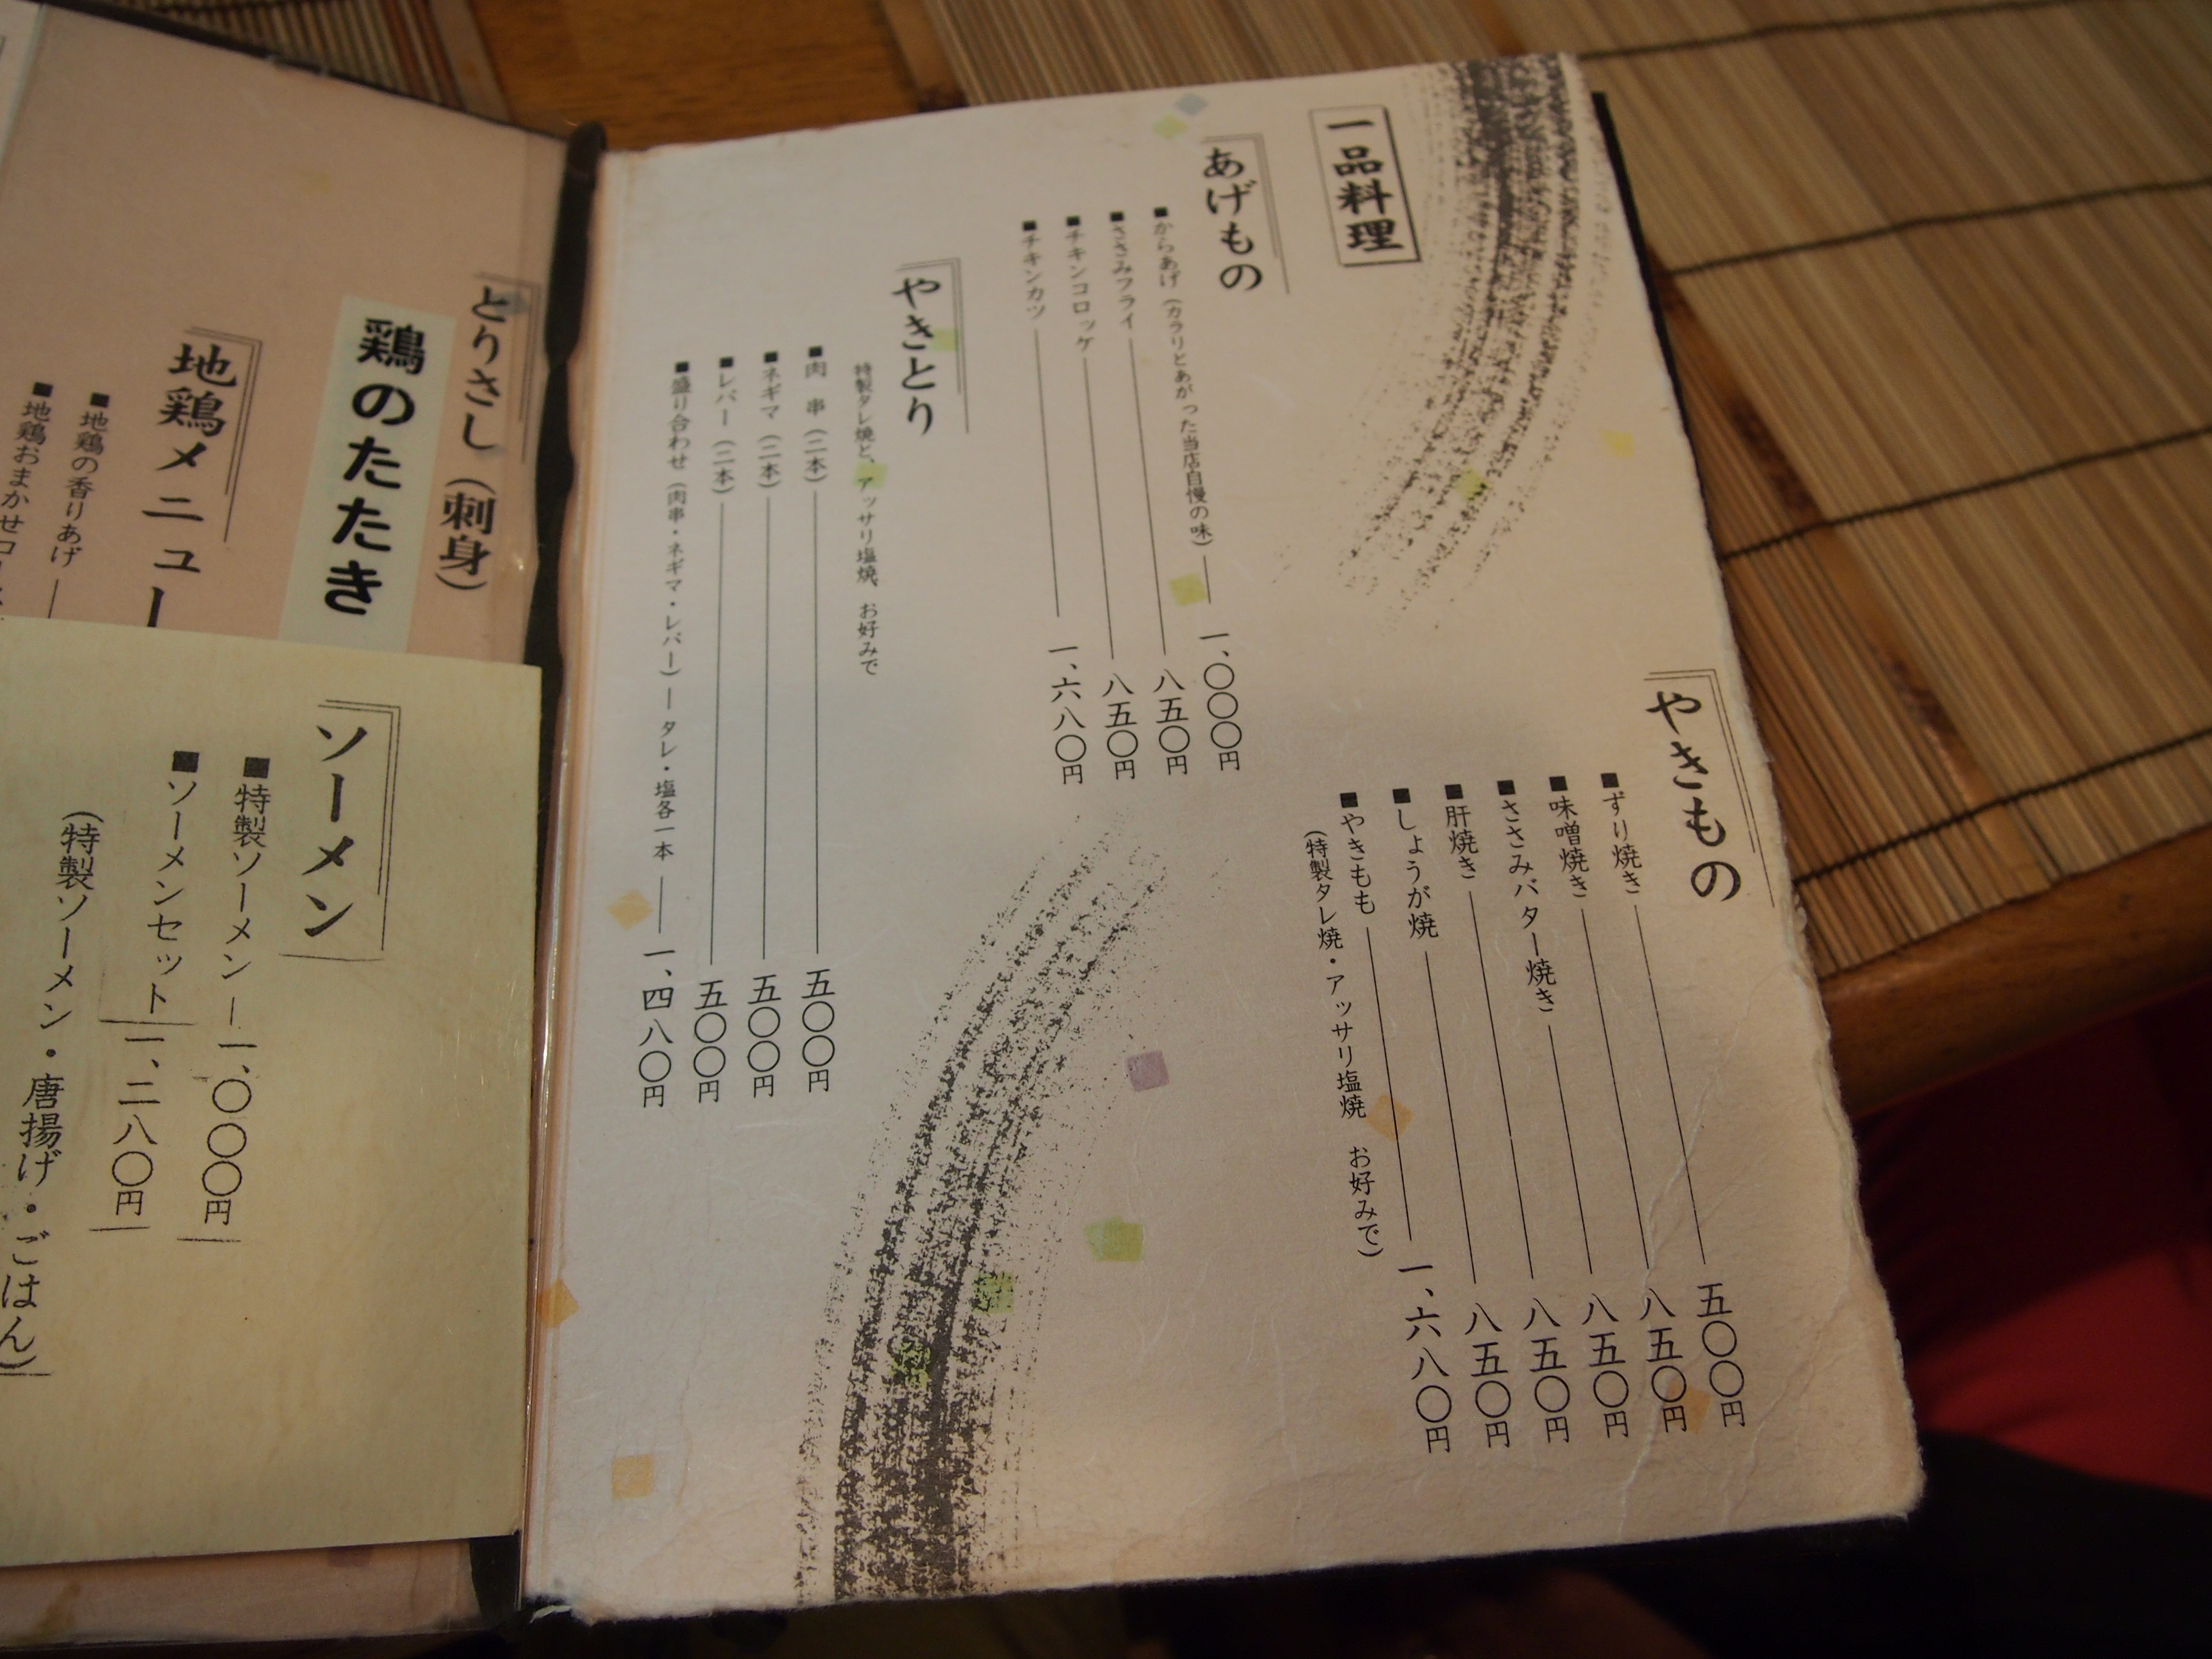 一品料理
あげもの
■からあげ（カラリとあがった当店自慢の味）一、〇〇〇円
■ささみフライ 八五〇円
■チキンコロッケ 八五〇円
■チキンカツ 一、六八〇円
やきとり
特製タレ焼と、アッサリ塩焼、お好みで
■肉 串（二本）五〇〇円
■ネギマ（二本）五〇〇円
■レバー（二本）五〇〇円
■盛り合わせ（肉串・ネギマ・レバー）―タレ・塩各一本 一、四八〇円
やきもの
■ずり焼き 五〇〇円
■味噌焼き 八五〇円
■ささみバター焼き 八五〇円
■肝焼き 八五〇円
■しょうが焼 八五〇円
■やきもも 一、六八〇円
（特製タレ焼・アッサリ塩焼 お好みで）
とりさし（刺身）
鶏のたたき
地鶏メニュー
■地鶏の香りあげ
■地鶏おまかせコース
ソーメン
■特製ソーメン 一、〇〇〇円
■ソーメンセット 一、二八〇円
（特製ソーメン・唐揚げ・ごはん）